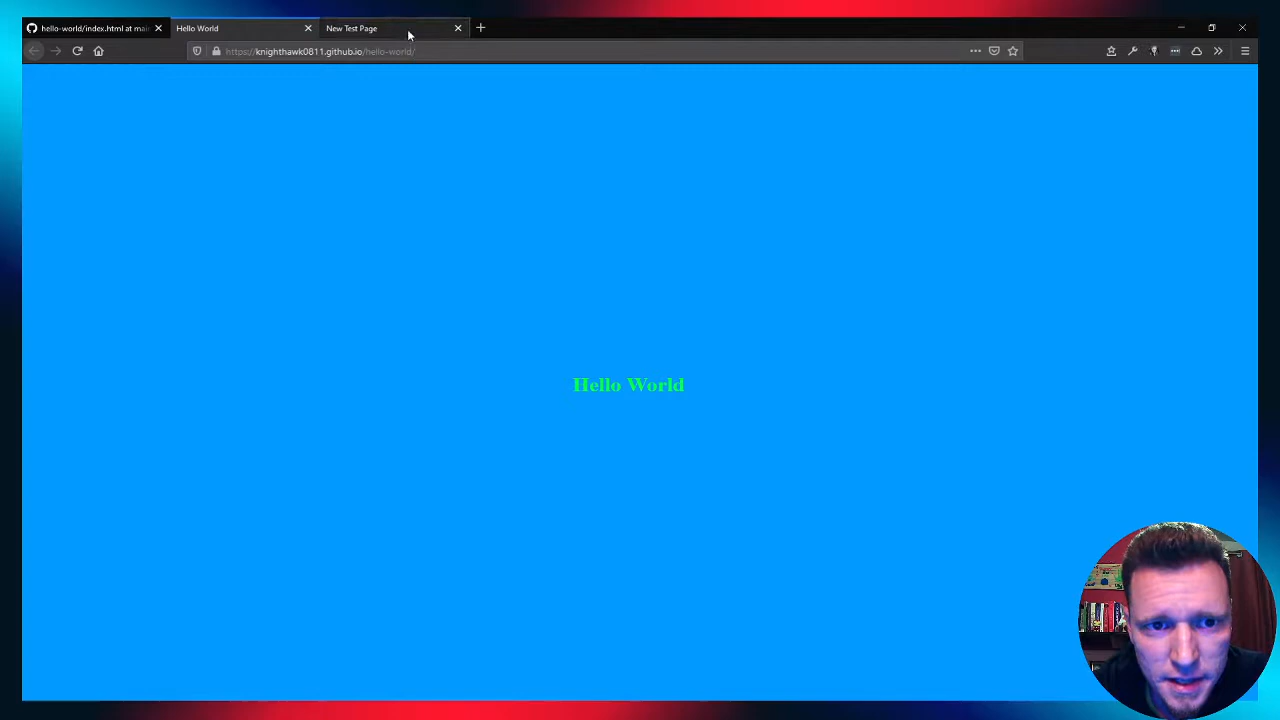 hello-world/index.html at mai
Hello World
New Test Page
https://knighthawk0811.github.io/hello-world/
Hello World